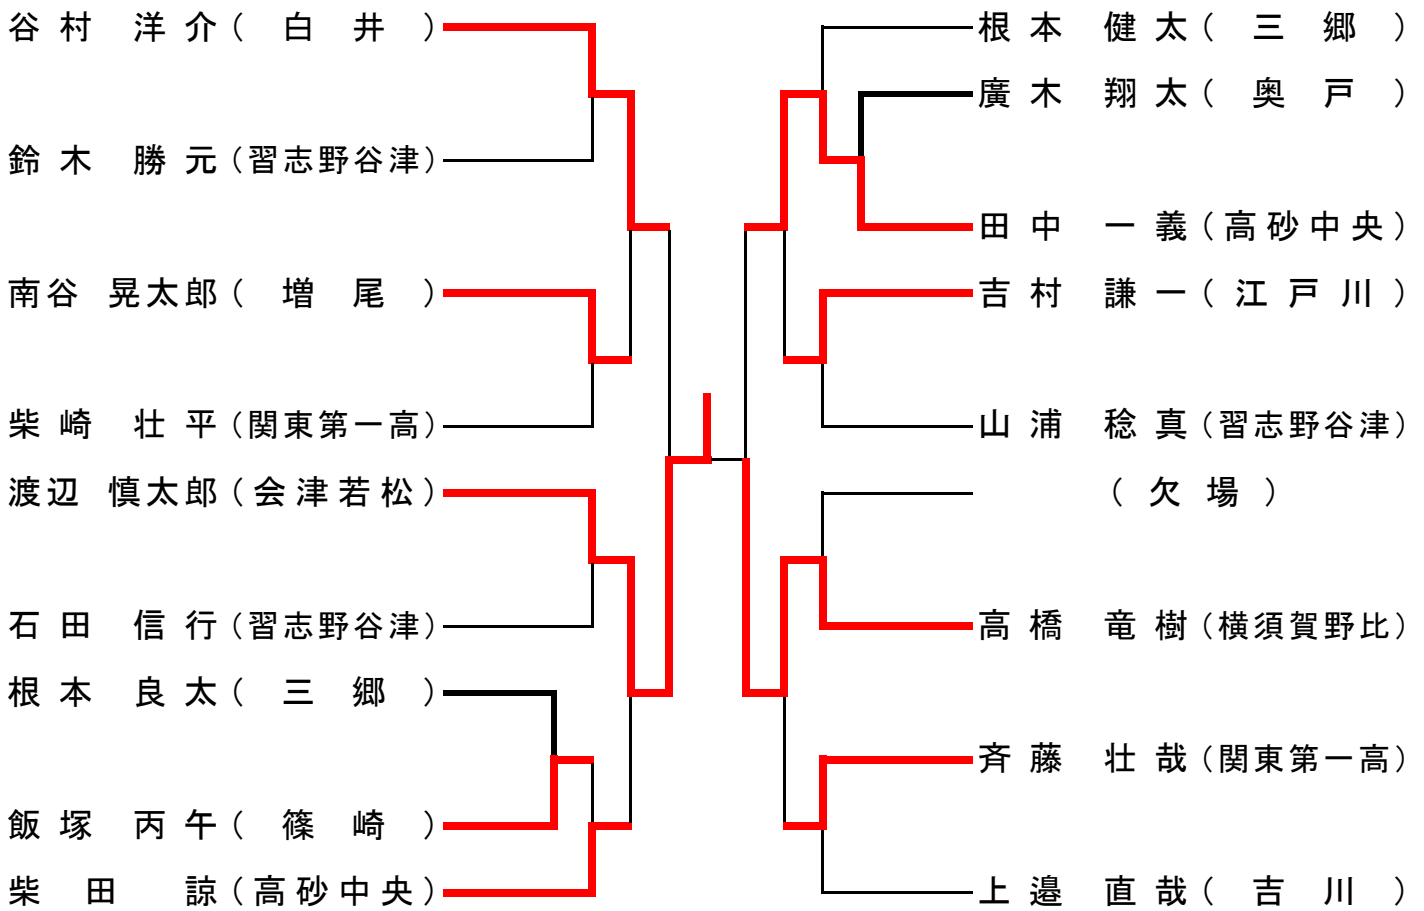 谷村 洋介 (白井)
鈴木 勝元 (習志野谷津)
南谷 晃太郎 (増尾)
柴崎 壮平 (関東第一高)
渡辺 慎太郎 (会津若松)
石田 信行 (習志野谷津)
根本 良太 (三郷)
飯塚 丙午 (篠崎)
柴田 諒 (高砂中央)
根本 健太 (三郷)
廣木 翔太 (奥戸)
田中 一義 (高砂中央)
吉村 謙一 (江戸川)
山浦 稔真 (習志野谷津)
(欠場)
高橋 竜樹 (横須賀野比)
斉藤 壮哉 (関東第一高)
上邉 直哉 (吉川)